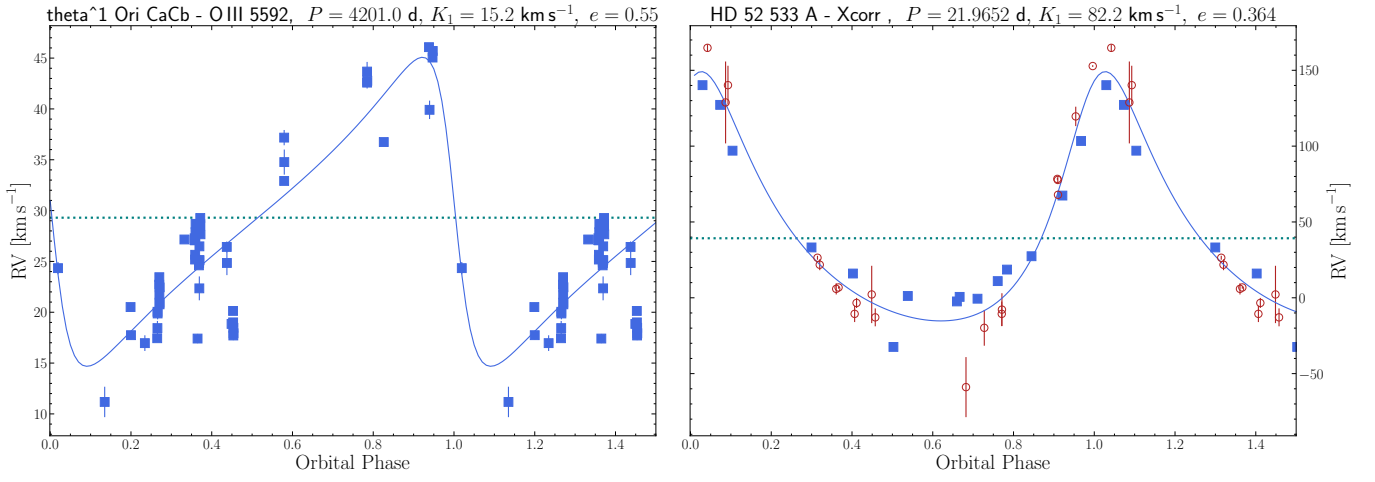 theta^1 Ori CaCb - O III 5592, P = 4201.0 d, K₁ = 15.2 km s⁻¹, e = 0.55
RV [km s⁻¹]
45
40
35
30
25
20
15
10
0.0 0.2 0.4 0.6 0.8 1.0 1.2 1.4
Orbital Phase
HD 52 533 A - Xcorr , P = 21.9652 d, K₁ = 82.2 km s⁻¹, e = 0.364
150
100
50
0
−50
RV [km s⁻¹]
0.0 0.2 0.4 0.6 0.8 1.0 1.2 1.4
Orbital Phase